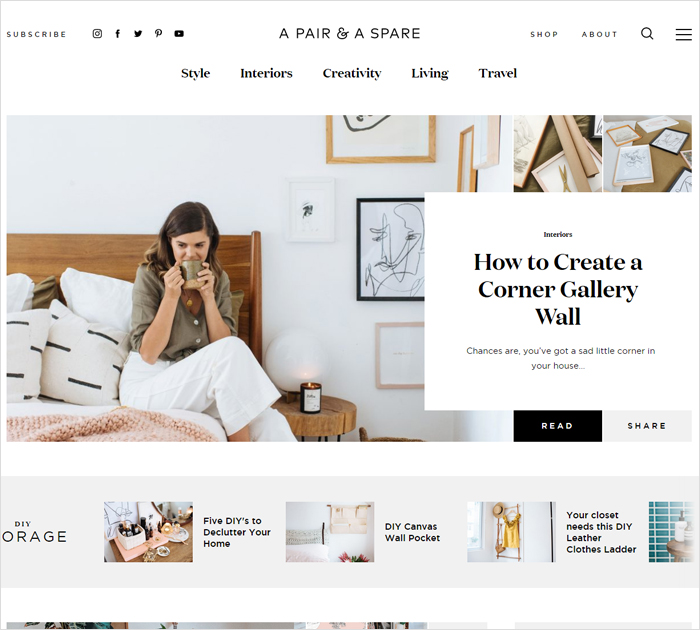 SUBSCRIBE
A PAIR & A SPARE
SHOP ABOUT
Style Interiors Creativity Living Travel
Interiors
How to Create a
Corner Gallery
Wall
Chances are, you've got a sad little corner in
your house...
READ SHARE
DIY
ORAGE
Five DIY's to
Declutter Your
Home
DIY Canvas
Wall Pocket
Your closet
needs this DIY
Leather
Clothes Ladder